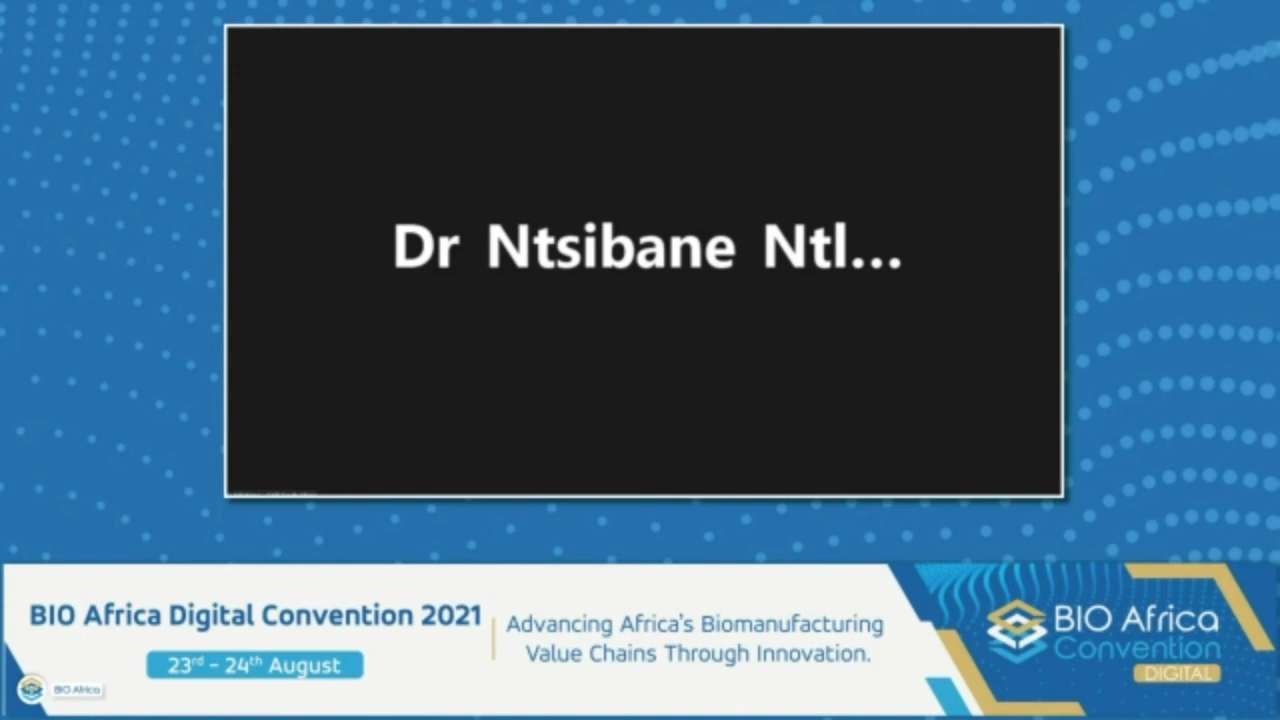 Dr Ntsibane Ntl...
BIO Africa Digital Convention 2021
23rd - 24th August
Advancing Africa's Biomanufacturing
Value Chains Through Innovation.
BIO Africa
Convention
DIGITAL
BIO Africa